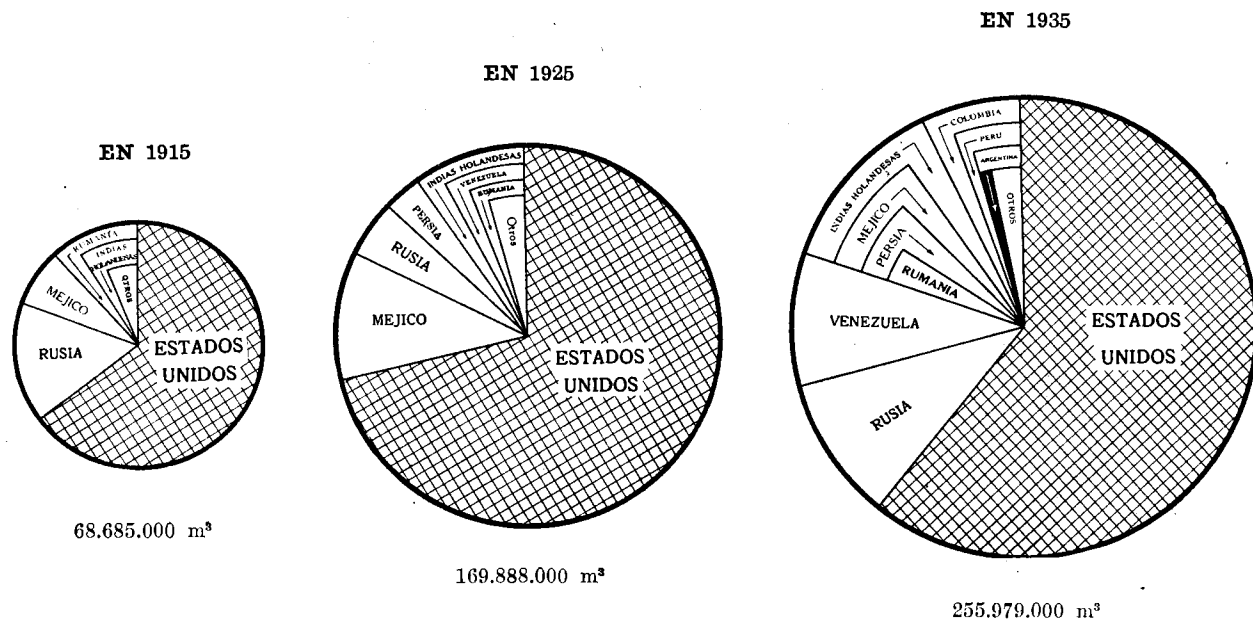 EN 1915
RUMANIA
INDIAS
HOLANDESAS
OTROS
MEJICO
RUSIA
ESTADOS
UNIDOS
68.685.000 m³
EN 1925
INDIAS HOLANDESAS
VENEZUELA
RUMANIA
Otros
PERSIA
RUSIA
MEJICO
ESTADOS
UNIDOS
169.888.000 m³
EN 1935
COLOMBIA
PERU
ARGENTINA
OTROS
INDIAS HOLANDESAS
MEJICO
PERSIA
RUMANIA
VENEZUELA
RUSIA
ESTADOS
UNIDOS
255.979.000 m³